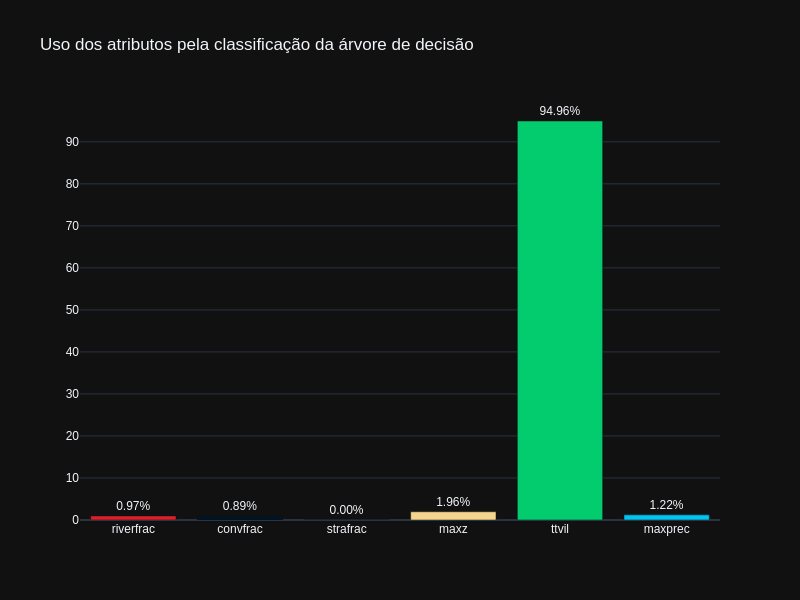 Uso dos atributos pela classificação da árvore de decisão
94.96%
90
80
70
60
50
40
30
20
10
0
0.97%
0.89%
0.00%
1.96%
1.22%
riverfrac
convfrac
strafrac
maxz
ttvil
maxprec